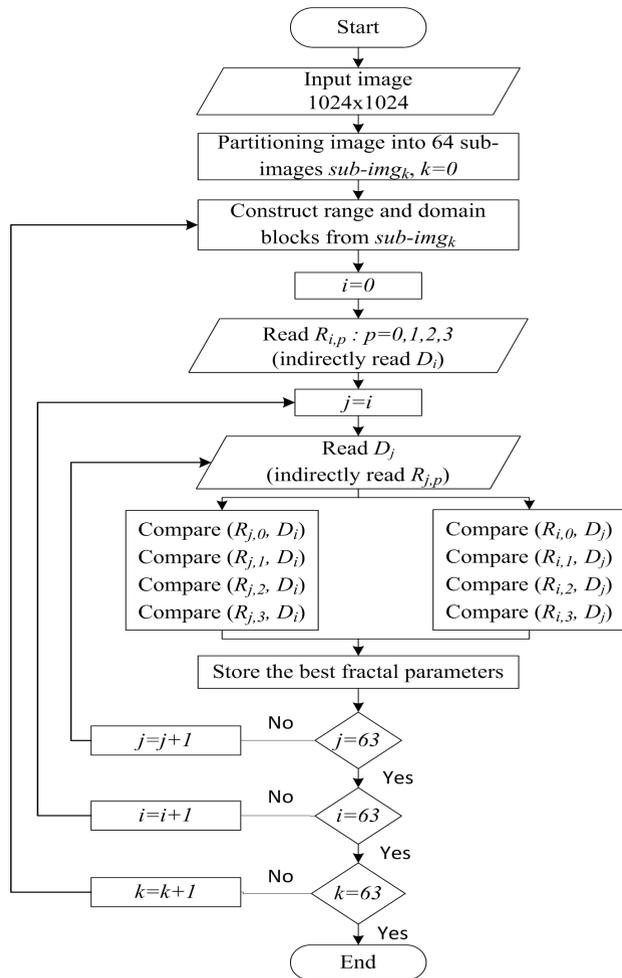 Start
Input image
1024x1024
Partitioning image into 64 sub-
images sub-imgₖ, k=0
Construct range and domain
blocks from sub-imgₖ
i=0
Read Rᵢ,ₚ : p=0,1,2,3
(indirectly read Dᵢ)
j=i
Read Dⱼ
(indirectly read Rⱼ,ₚ)
Compare (Rⱼ,₀, Dᵢ)
Compare (Rⱼ,₁, Dᵢ)
Compare (Rⱼ,₂, Dᵢ)
Compare (Rⱼ,₃, Dᵢ)
Compare (Rᵢ,₀, Dⱼ)
Compare (Rᵢ,₁, Dⱼ)
Compare (Rᵢ,₂, Dⱼ)
Compare (Rᵢ,₃, Dⱼ)
Store the best fractal parameters
j=j+1
No
j=63
Yes
i=i+1
No
i=63
Yes
k=k+1
No
k=63
Yes
End